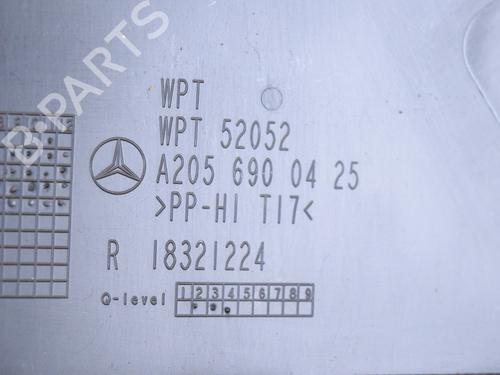 B-PARTS
WPT
WPT 52052
A205 690 04 25
>PP-HI T17<
R 18321224
Q-level 1 2 3 4 5 6 7 8 9